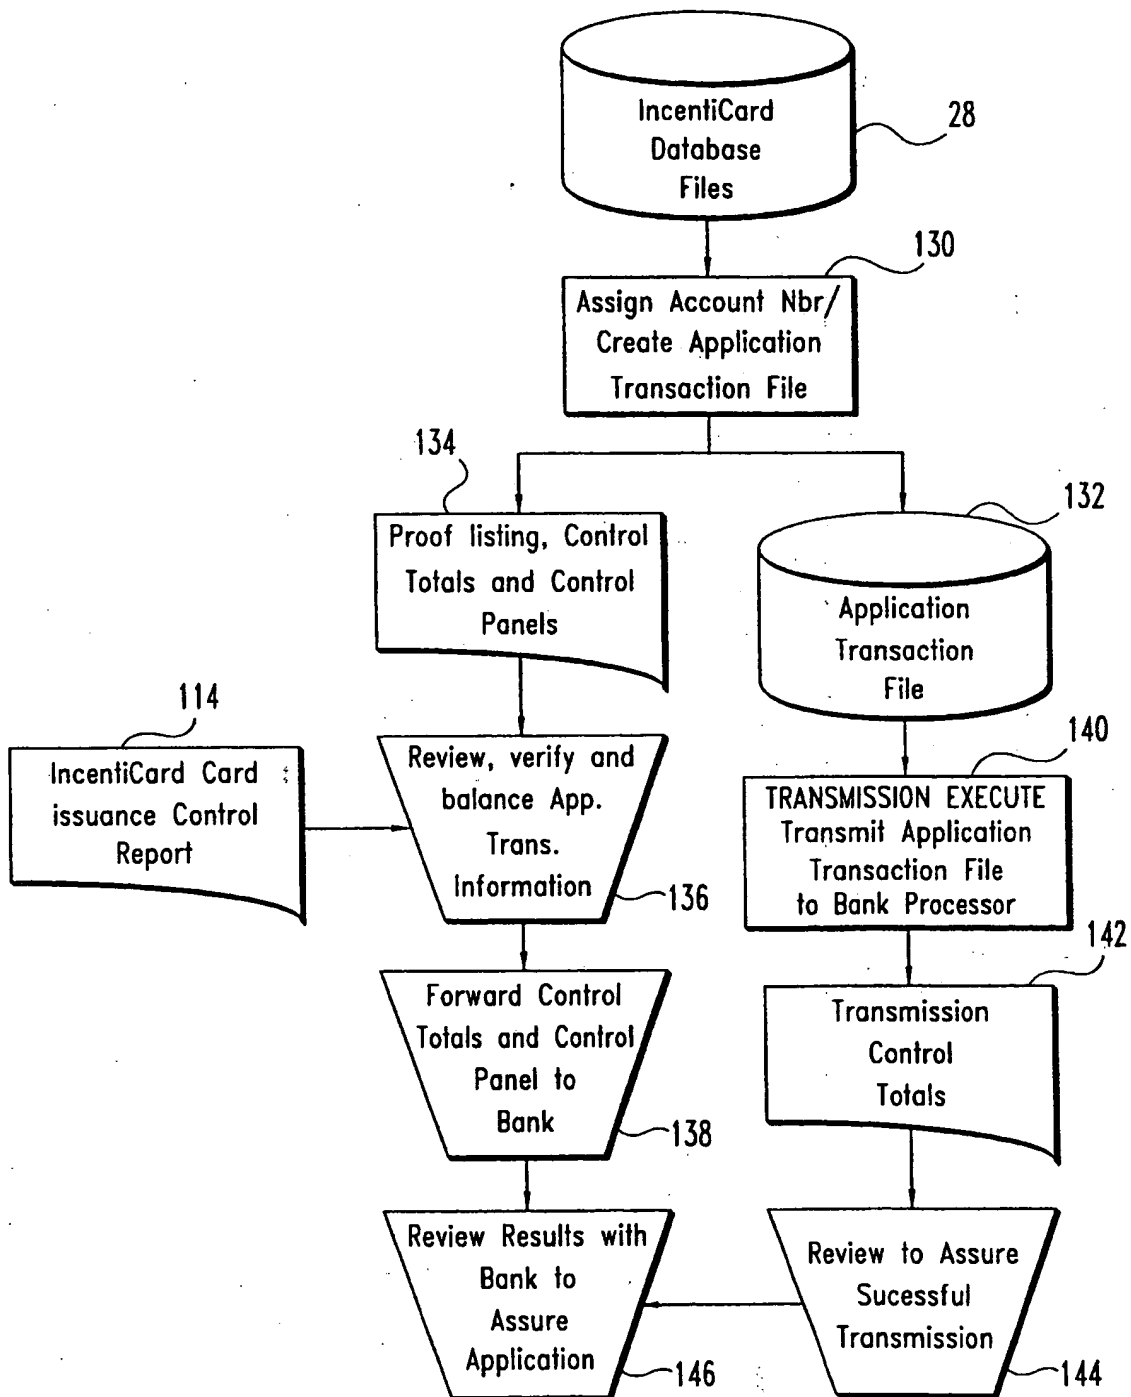 IncentiCard
Database
Files
28
130
Assign Account Nbr/
Create Application
Transaction File
134
Proof listing, Control
Totals and Control
Panels
132
Application
Transaction
File
114
IncentiCard Card
issuance Control
Report
Review, verify and
balance App.
Trans.
Information
136
140
TRANSMISSION EXECUTE
Transmit Application
Transaction File
to Bank Processor
Forward Control
Totals and Control
Panel to
Bank
138
142
Transmission
Control
Totals
Review Results with
Bank to
Assure
Application
146
Review to Assure
Sucessful
Transmission
144